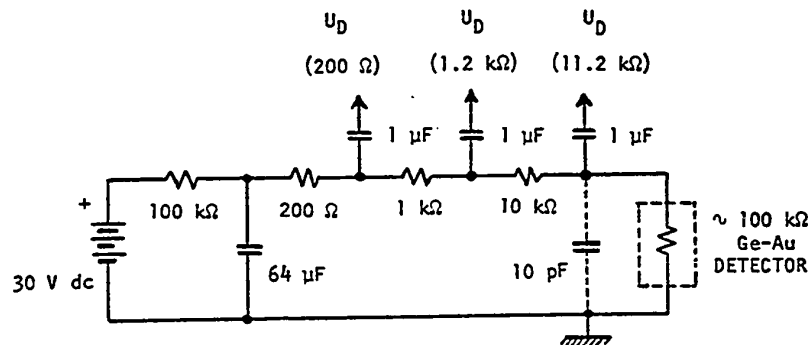 U_D U_D U_D
(200 Ω) (1.2 kΩ) (11.2 kΩ)
1 µF 1 µF 1 µF
+
100 kΩ 200 Ω 1 kΩ 10 kΩ
~ 100 kΩ
Ge-Au
DETECTOR
30 V dc
64 µF
10 pF